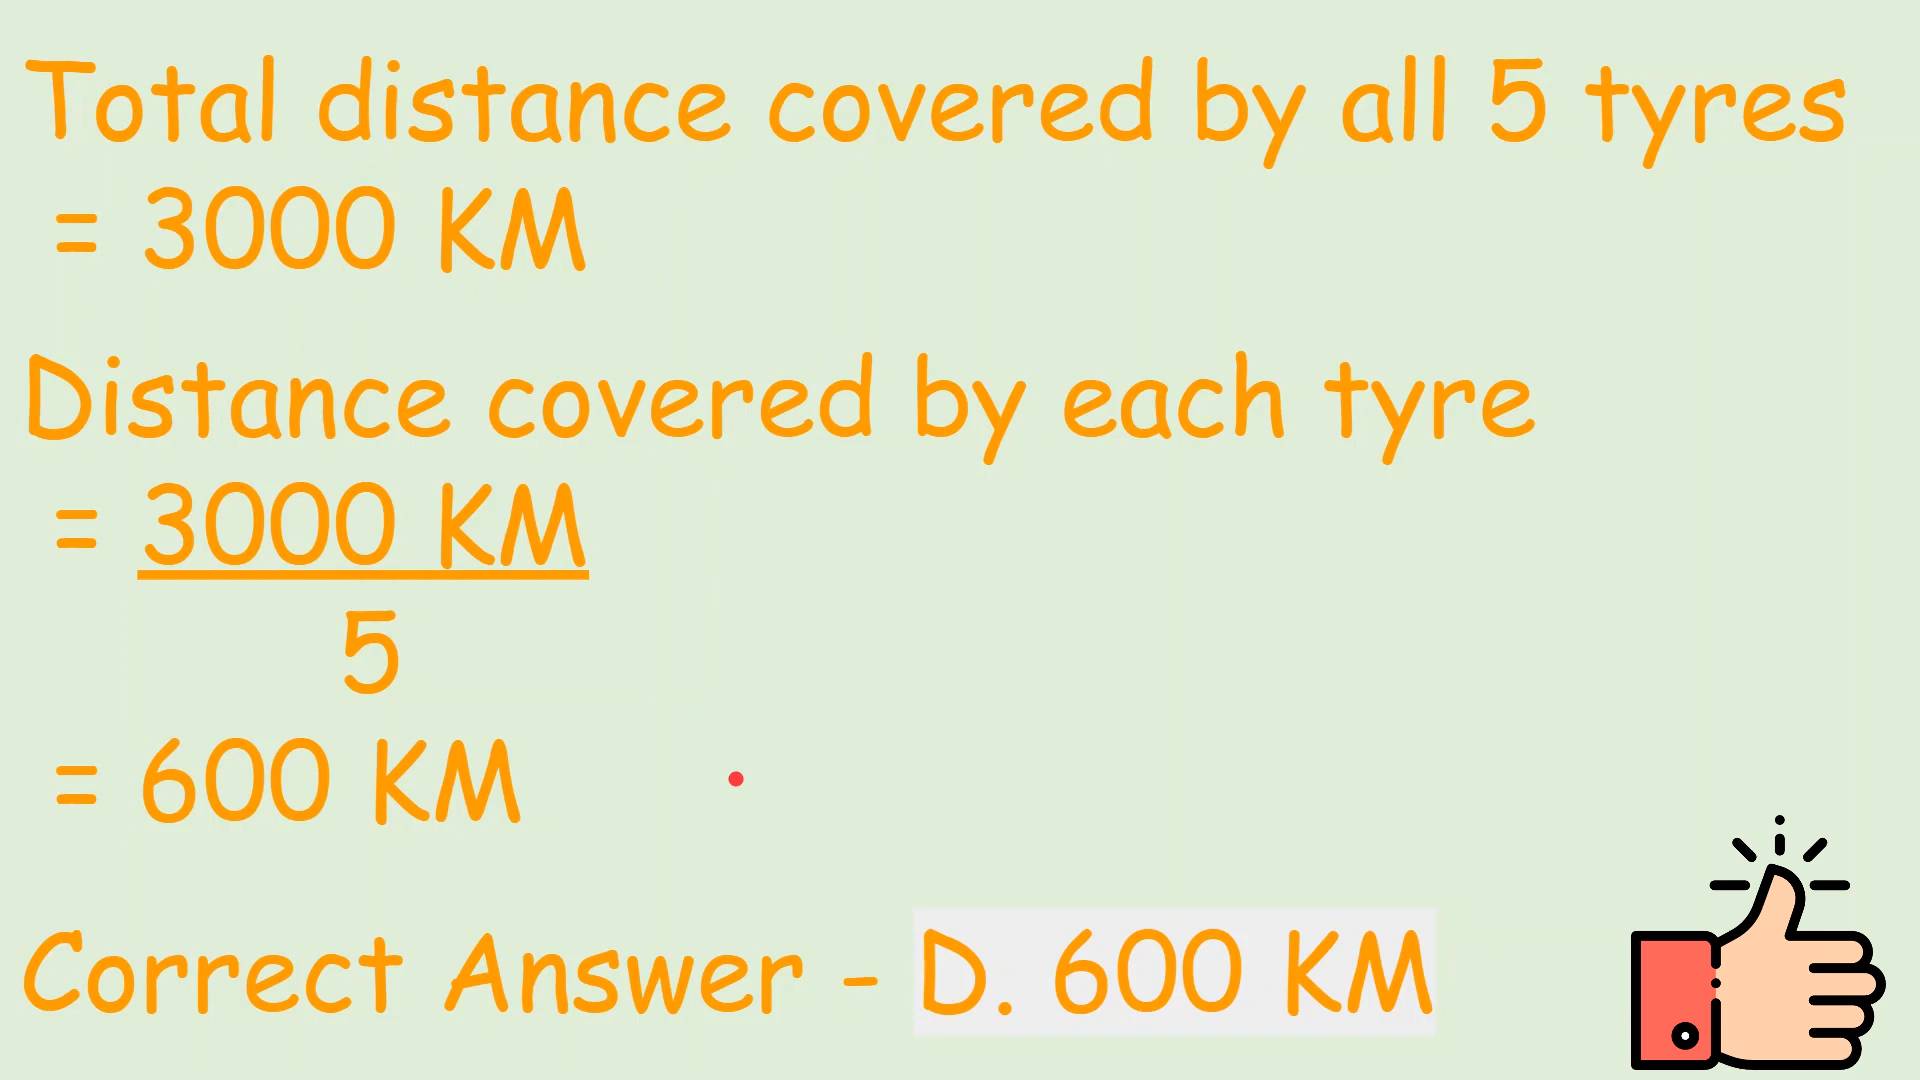 Total distance covered by all 5 tyres
= 3000 KM
Distance covered by each tyre
= 3000 KM
5
= 600 KM
Correct Answer - D. 600 KM